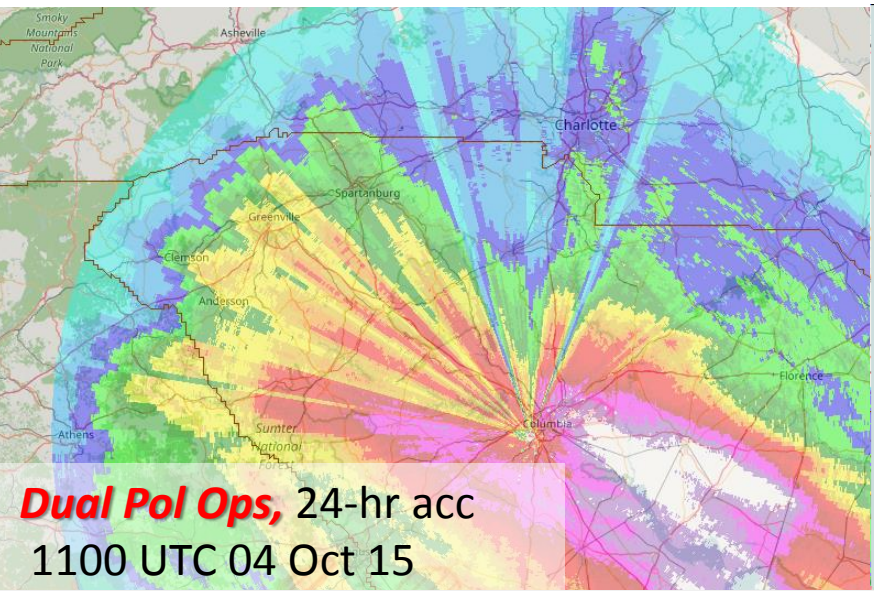 Smoky
Mountains
National
Park
Asheville
Charlotte
Spartanburg
Greenville
Clemson
Anderson
Florence
Columbia
Athens
Sumter
National
Forest
Dual Pol Ops, 24-hr acc
1100 UTC 04 Oct 15